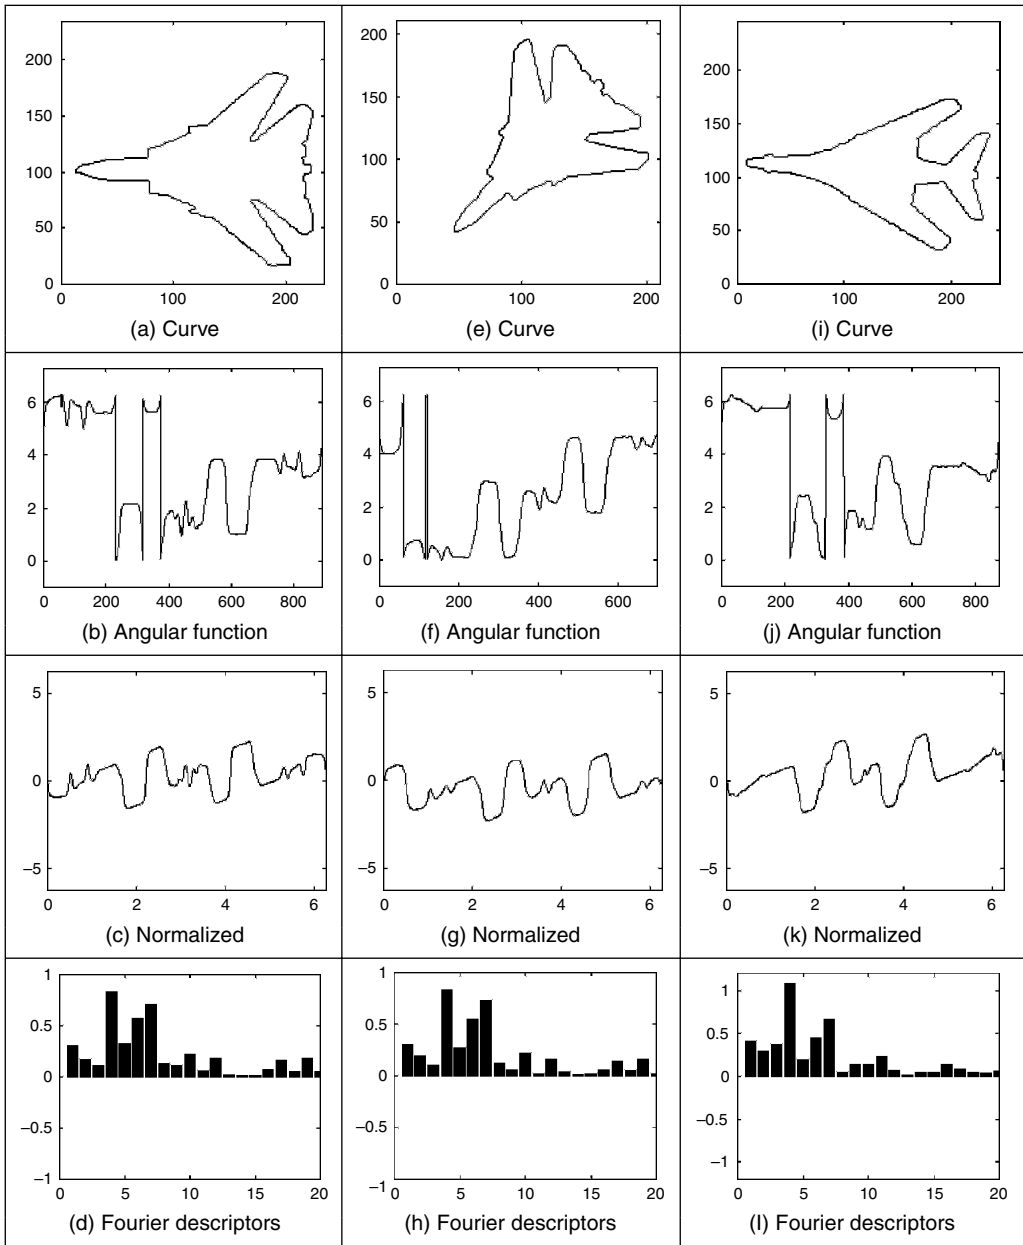 200
150
100
50
0
0 100 200
(a) Curve
200
150
100
50
0
0 100 200
(e) Curve
200
150
100
50
0
0 100 200
(i) Curve
6
4
2
0
0 200 400 600 800
(b) Angular function
6
4
2
0
0 200 400 600
(f) Angular function
6
4
2
0
0 200 400 600 800
(j) Angular function
5
0
–5
0 2 4 6
(c) Normalized
5
0
–5
0 2 4 6
(g) Normalized
5
0
–5
0 2 4 6
(k) Normalized
1
0.5
0
–0.5
–1
0 5 10 15 20
(d) Fourier descriptors
1
0.5
0
–0.5
–1
0 5 10 15 20
(h) Fourier descriptors
1
0.5
0
–0.5
–1
0 5 10 15 20
(l) Fourier descriptors